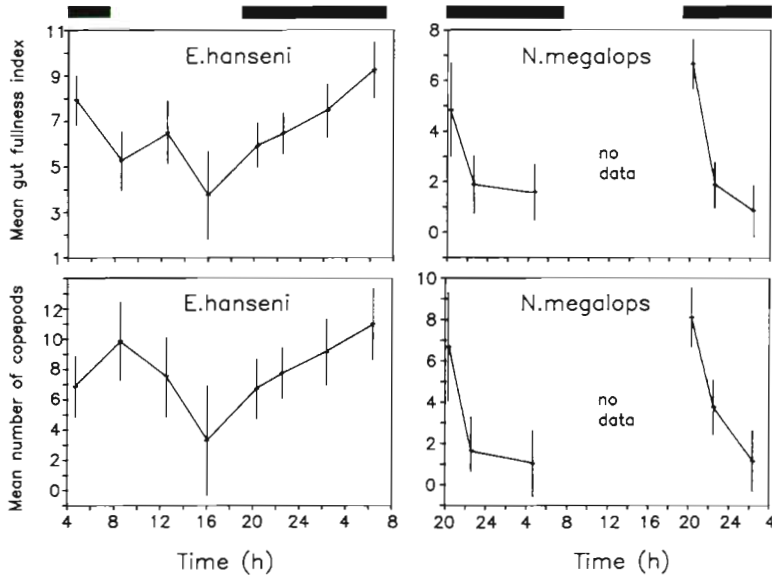 E.hanseni
Mean gut fullness index
11
9
7
5
3
1
N.megalops
8
6
4
2
0
no
data
E.hanseni
Mean number of copepods
12
10
8
6
4
2
0
4 8 12 16 20 24 4 8
Time (h)
N.megalops
10
8
6
4
2
0
no
data
20 24 4 8 12 16 20 24 4
Time (h)